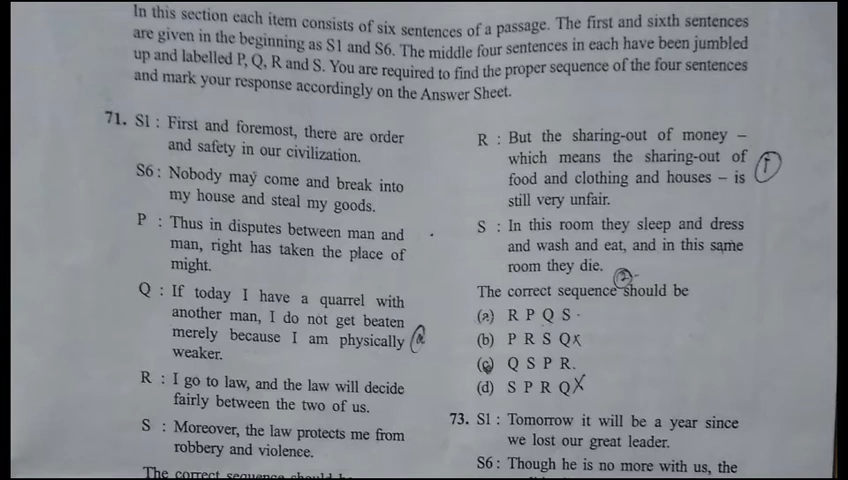 In this section each item consists of six sentences of a passage. The first and sixth sentences
are given in the beginning as S1 and S6. The middle four sentences in each have been jumbled
up and labelled P, Q, R and S. You are required to find the proper sequence of the four sentences
and mark your response accordingly on the Answer Sheet.
71. S1 : First and foremost, there are order
and safety in our civilization.
S6 : Nobody may come and break into
my house and steal my goods.
P : Thus in disputes between man and
man, right has taken the place of
might.
Q : If today I have a quarrel with
another man, I do not get beaten
merely because I am physically
weaker.
R : I go to law, and the law will decide
fairly between the two of us.
S : Moreover, the law protects me from
robbery and violence.
The correct sequence should be
R : But the sharing-out of money –
which means the sharing-out of
food and clothing and houses – is
still very unfair.
S : In this room they sleep and dress
and wash and eat, and in this same
room they die.
The correct sequence should be
(a) R P Q S
(b) P R S Q
(c) Q S P R
(d) S P R Q
73. S1 : Tomorrow it will be a year since
we lost our great leader.
S6 : Though he is no more with us, the